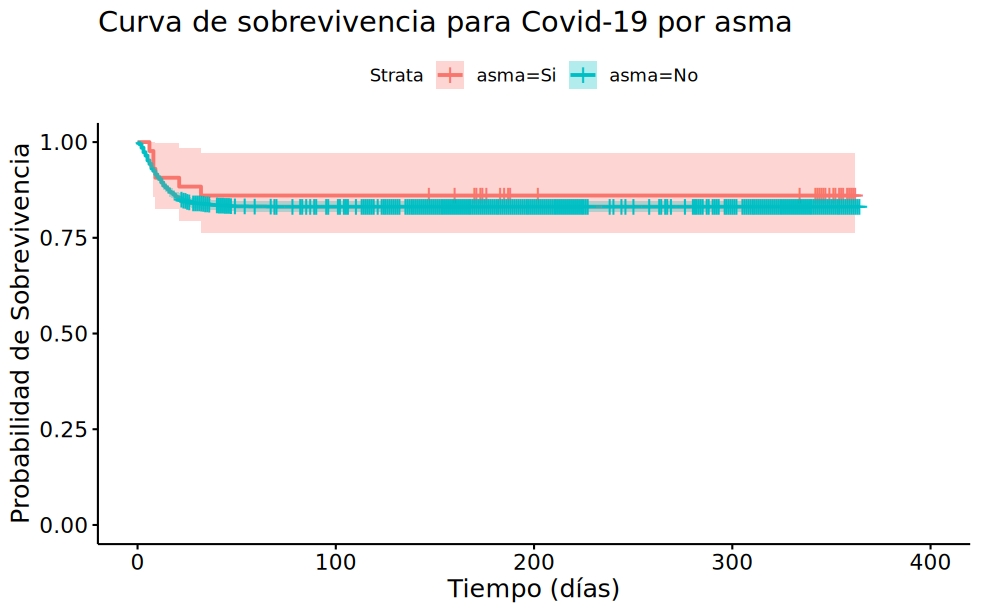 Curva de sobrevivencia para Covid-19 por asma
Strata asma=Si asma=No
Probabilidad de Sobrevivencia
1.00
0.75
0.50
0.25
0.00
0 100 200 300 400
Tiempo (días)